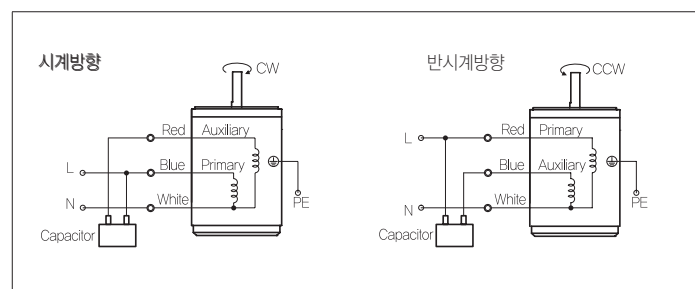 시계방향
CW
Red Auxiliary
L
Blue Primary
N
White
PE
Capacitor
반시계방향
CCW
L
Red Primary
Blue Auxiliary
N
White
PE
Capacitor